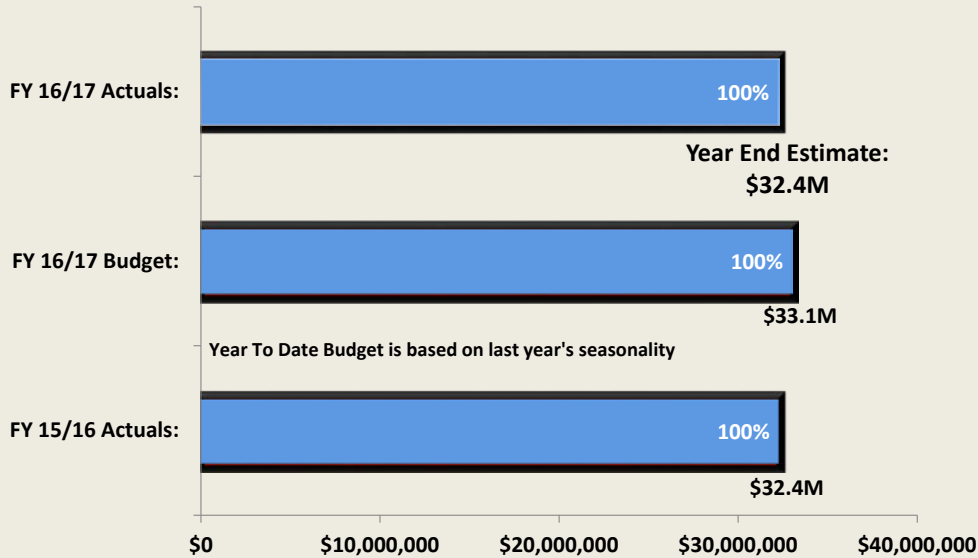 FY 16/17 Actuals:
100%
Year End Estimate:
$32.4M
FY 16/17 Budget:
100%
$33.1M
Year To Date Budget is based on last year's seasonality
FY 15/16 Actuals:
100%
$32.4M
$0 $10,000,000 $20,000,000 $30,000,000 $40,000,000